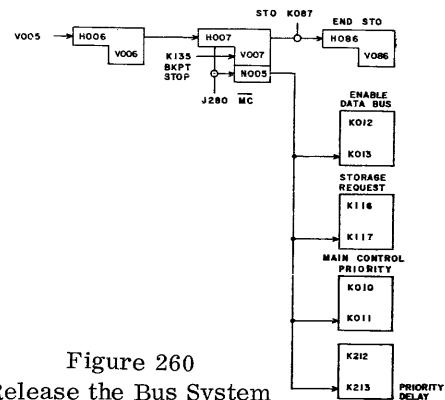 STO K087
END STO
V005
H006
V006
H007
V007
H086
V086
K135
BKPT
STOP
N005
J280 MC
ENABLE
DATA BUS
K012
K013
STORAGE
REQUEST
K116
K117
MAIN CONTROL
PRIORITY
K010
K011
K212
K213
PRIORITY
DELAY
Figure 260
Release the Bus System